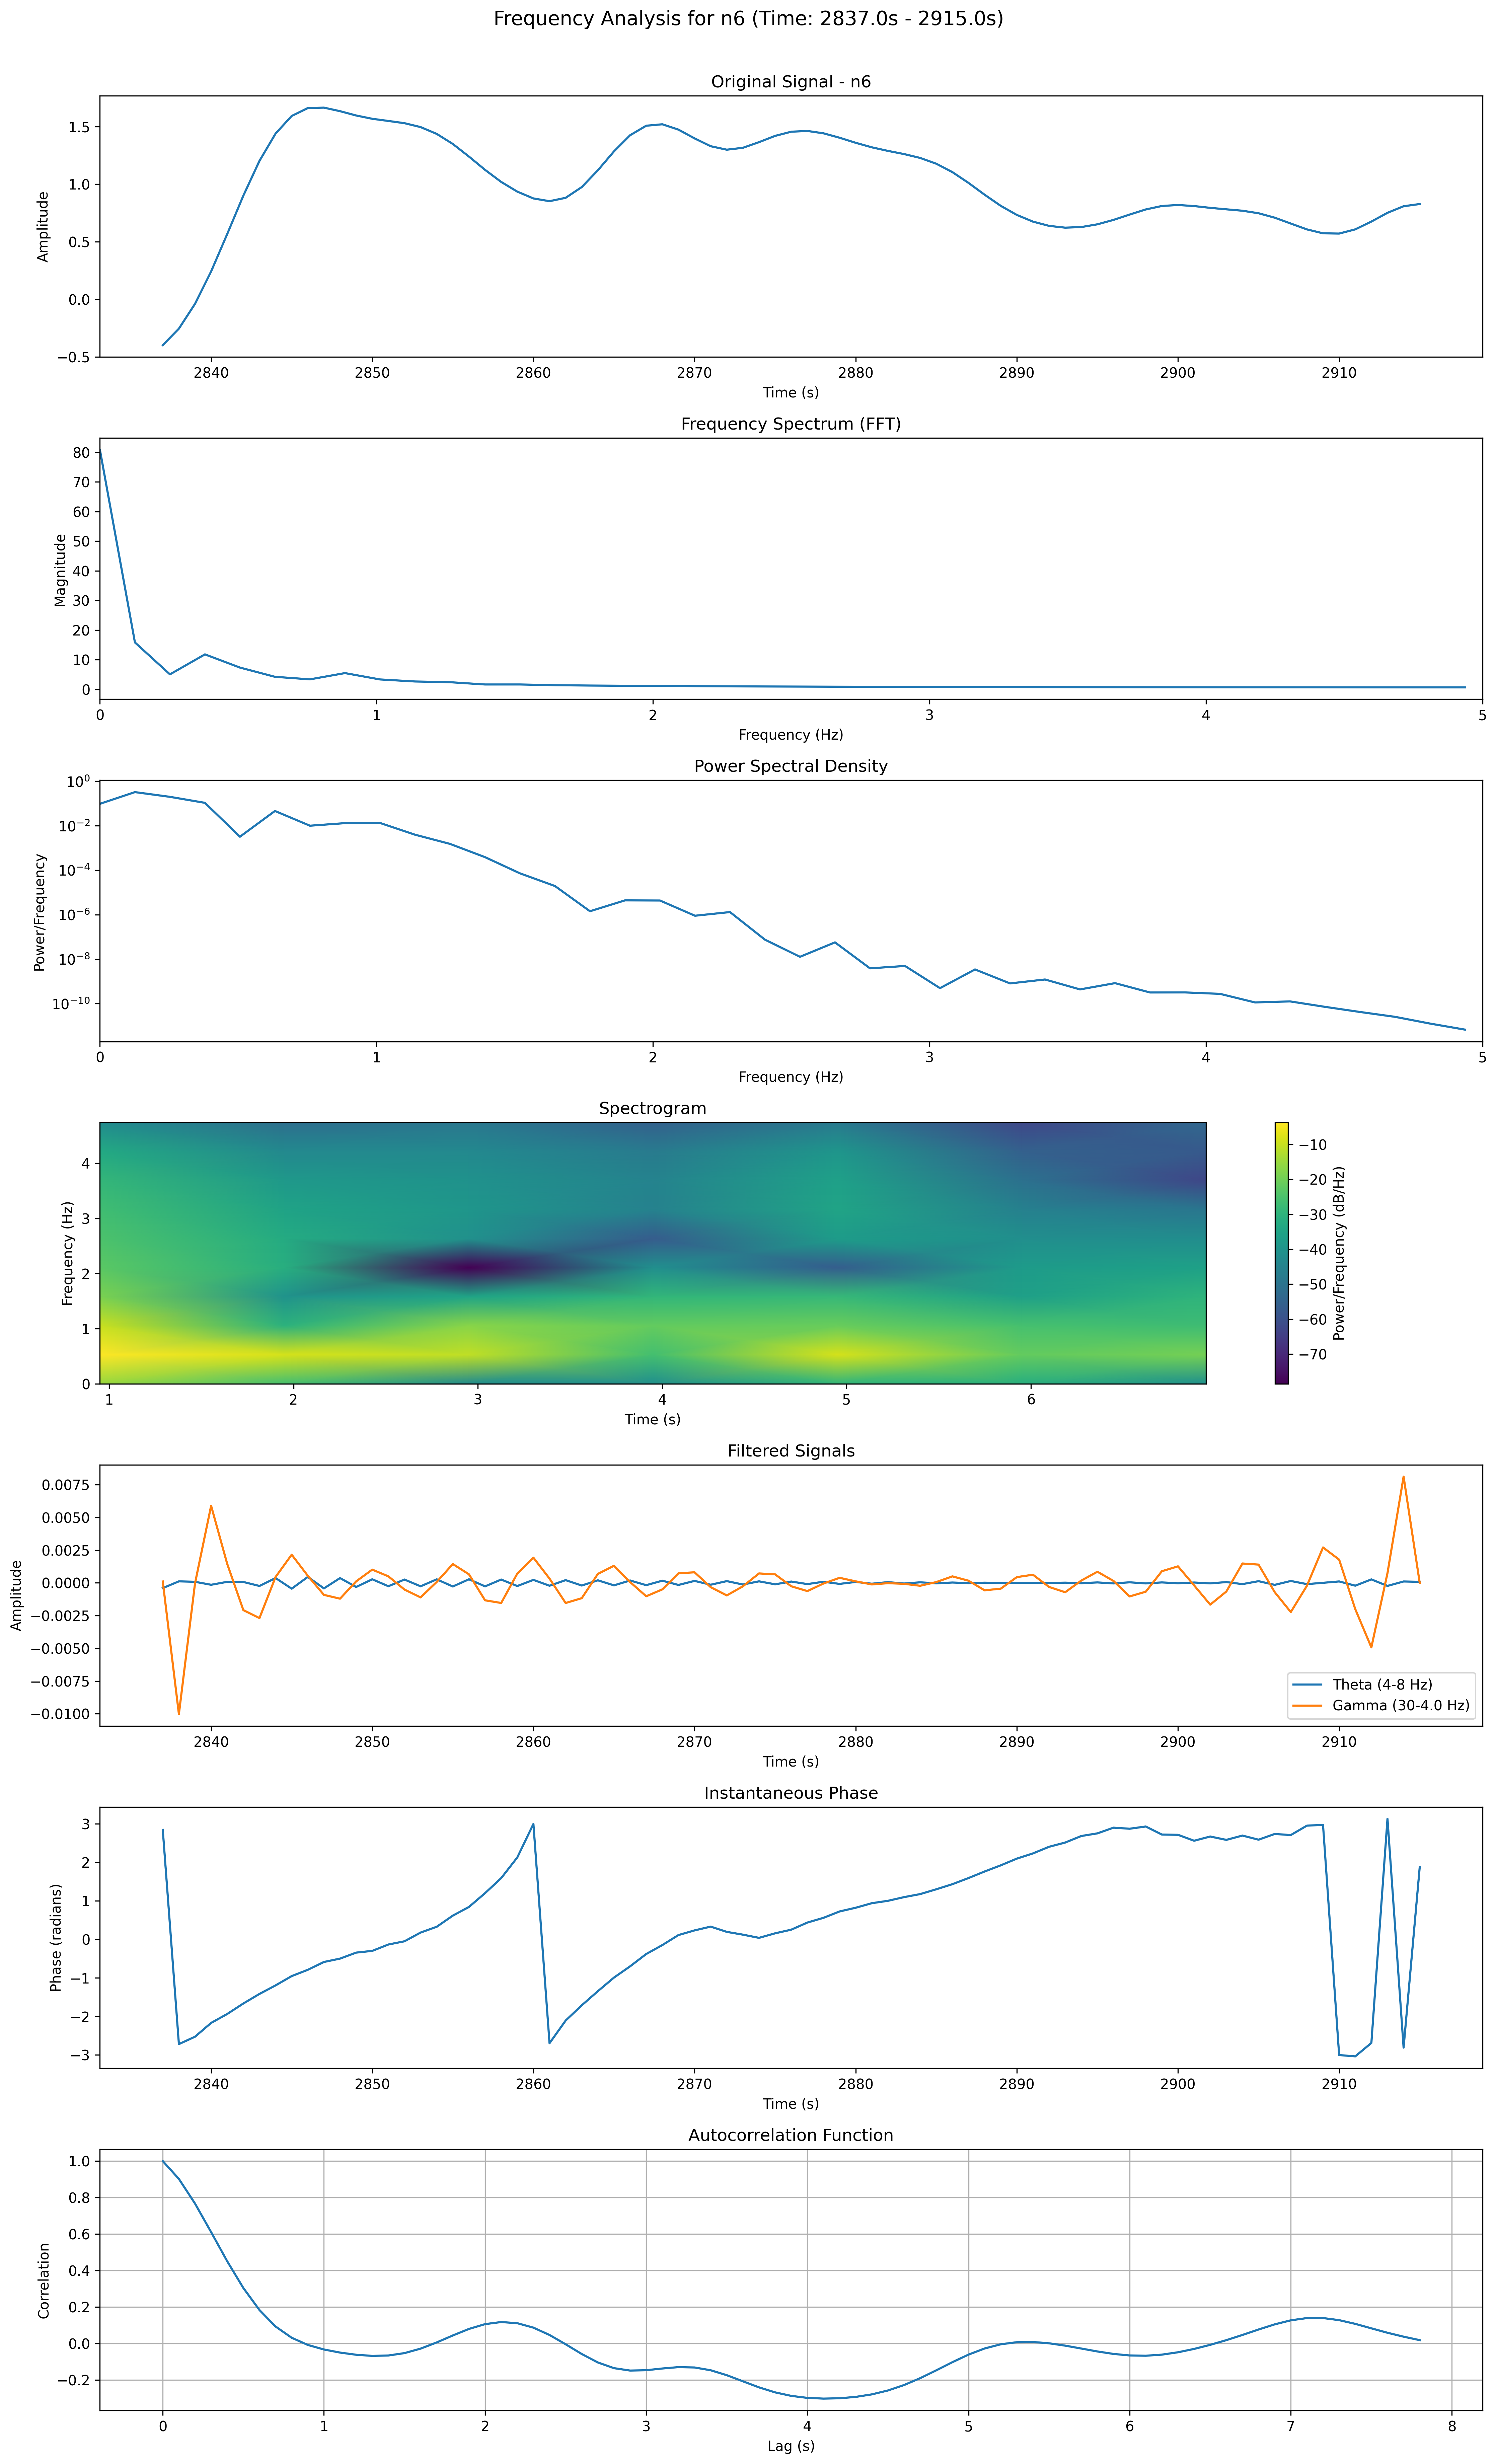 Frequency Analysis for n6 (Time: 2837.0s - 2915.0s)
Original Signal - n6
Amplitude
1.5
1.0
0.5
0.0
−0.5
2840 2850 2860 2870 2880 2890 2900 2910
Time (s)
Frequency Spectrum (FFT)
Magnitude
80
70
60
50
40
30
20
10
0
0 1 2 3 4 5
Frequency (Hz)
Power Spectral Density
Power/Frequency
10⁰
10⁻²
10⁻⁴
10⁻⁶
10⁻⁸
10⁻¹⁰
0 1 2 3 4 5
Frequency (Hz)
Spectrogram
Frequency (Hz)
4
3
2
1
0
1 2 3 4 5 6
Time (s)
−10
−20
−30
−40
−50
−60
−70
Power/Frequency (dB/Hz)
Filtered Signals
Amplitude
0.0075
0.0050
0.0025
0.0000
−0.0025
−0.0050
−0.0075
−0.0100
Theta (4-8 Hz)
Gamma (30-4.0 Hz)
2840 2850 2860 2870 2880 2890 2900 2910
Time (s)
Instantaneous Phase
Phase (radians)
3
2
1
0
−1
−2
−3
2840 2850 2860 2870 2880 2890 2900 2910
Time (s)
Autocorrelation Function
Correlation
1.0
0.8
0.6
0.4
0.2
0.0
−0.2
0 1 2 3 4 5 6 7 8
Lag (s)